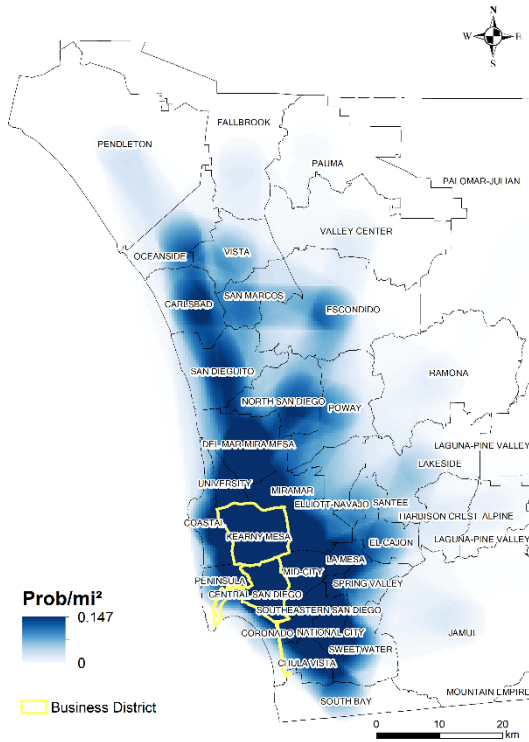 N
W E
S
FALLBROOK
PENDLETON
PAUMA
PALOMAR-JULIAN
VALLEY CENTER
OCEANSIDE
VISTA
SAN MARCOS
CARLSBAD
ESCONDIDO
SAN DIEGUITO
RAMONA
NORTH SAN DIEGO
POWAY
DEL MAR-MIRA MESA
LAGUNA-PINE VALLEY
LAKESIDE
UNIVERSITY
MIRAMAR
ELLIOTT-NAVAJO
SANTEE
HARBISON CREST
ALPINE
COASTAL
KEARNY MESA
EL CAJON
LAGUNA-PINE VALLEY
LA MESA
MID-CITY
PENINSULA
SPRING VALLEY
CENTRAL SAN DIEGO
SOUTHEASTERN SAN DIEGO
CORONADO
NATIONAL CITY
JAMUL
SWEETWATER
CHULA VISTA
MOUNTAIN EMPIRE
SOUTH BAY
Prob/mi²
0.147
0
Business District
0 10 20
km